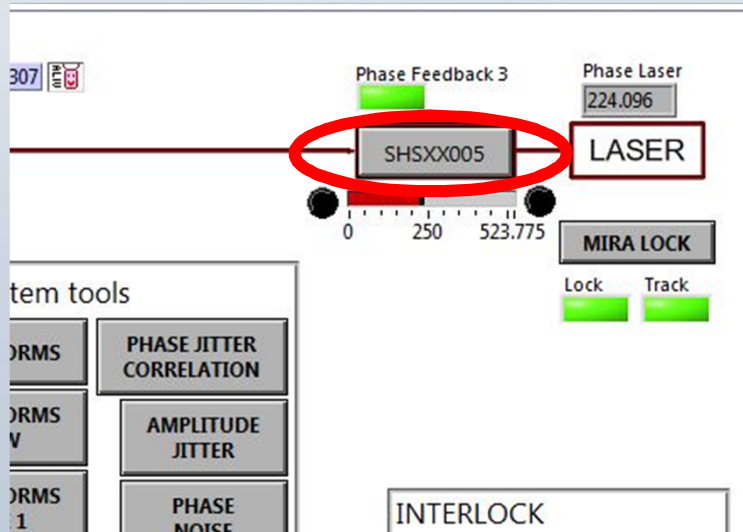 307
Phase Feedback 3
Phase Laser
224.096
SHSXX005
LASER
0 250 523.775
MIRA LOCK
Lock Track
tem tools
ORMS
PHASE JITTER
CORRELATION
ORMS
W
AMPLITUDE
JITTER
ORMS
1
PHASE
NOISE
INTERLOCK